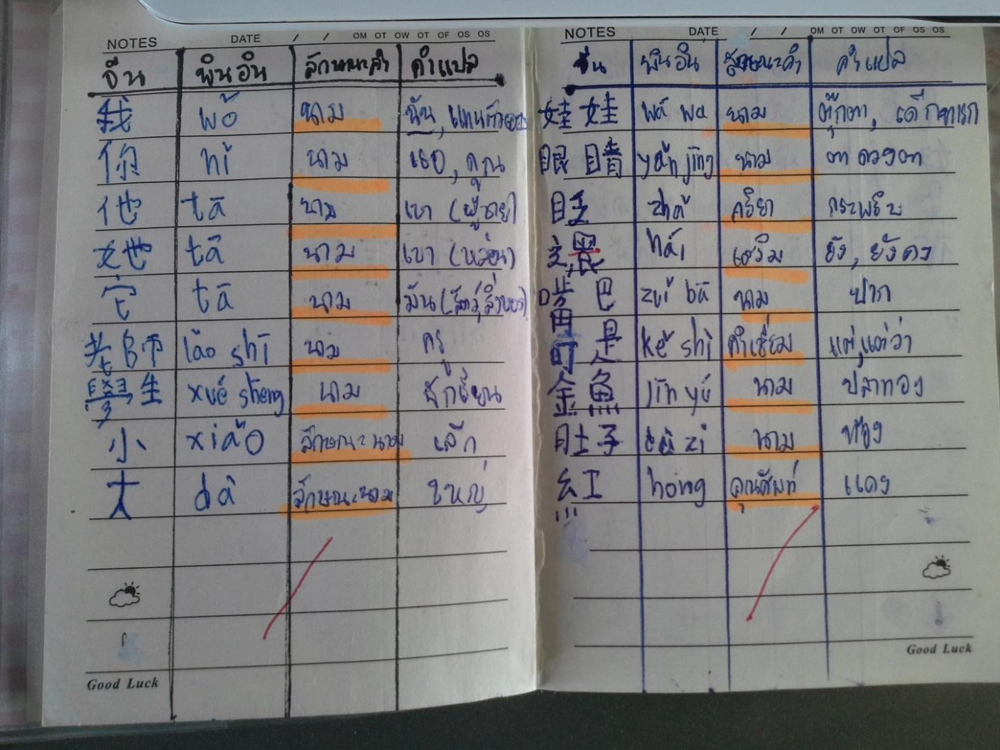 NOTES DATE / / OM OT OW OT OF OS OS
จีน พินอิน ลักษณะคำ คำแปล
我 wǒ นาม ฉัน, แทนตัวเอง
你 nǐ นาม เธอ, คุณ
他 tā นาม เขา (ผู้ชาย)
她 tā นาม เขา (หล่อน)
它 tā นาม มัน (สัตว์,สิ่งของ)
老师 lǎo shī นาม ครู
學生 xué shēng นาม นักเรียน
小 xiǎo ลักษณะนาม เล็ก
大 dà ลักษณะนาม ใหญ่
Good Luck
NOTES DATE / / OM OT OW OT OF OS OS
จีน พินอิน ลักษณะคำ คำแปล
娃娃 wá wa นาม ตุ๊กตา, เด็กทารก
眼睛 yǎn jīng นาม ตา ดวงตา
zhǎ กริยา กระพริบ
hái เสริม ยัง, ยังคง
嘴巴 zuǐ bā นาม ปาก
可是 kě shì คำเชื่อม แต่,แต่ว่า
金魚 jīn yú นาม ปลาทอง
肚子 dù zi นาม ท้อง
紅 hóng คุณศัพท์ แดง
Good Luck